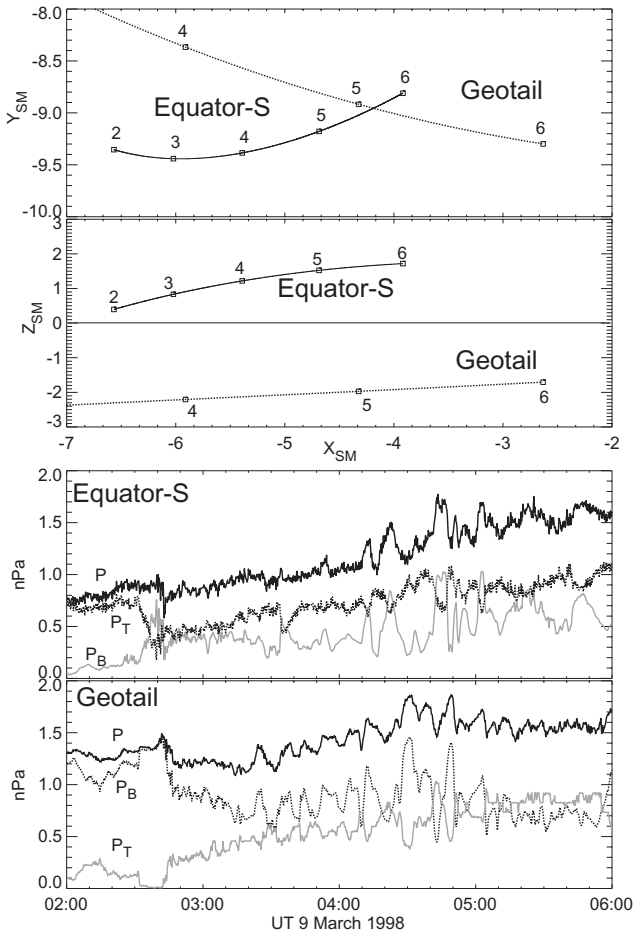 -8.0
-8.5
-9.0
-9.5
-10.0
Y_SM
4
5
6
Geotail
Equator-S
2
3
4
5
6
3
2
1
0
-1
-2
-3
Z_SM
2
3
4
5
6
Equator-S
Geotail
4
5
6
-7
-6
-5
-4
-3
-2
X_SM
Equator-S
2.0
1.5
1.0
0.5
0.0
nPa
P
P_T
P_B
Geotail
2.0
1.5
1.0
0.5
0.0
nPa
P
P_B
P_T
02:00
03:00
04:00
05:00
06:00
UT 9 March 1998